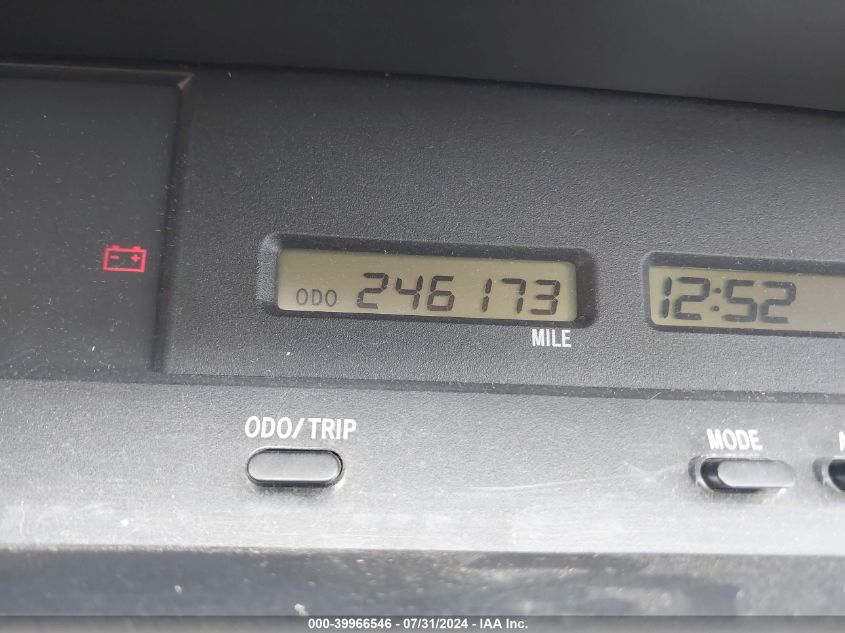 ODO 246173
12:52
MILE
ODO/TRIP
MODE
000-39966546 - 07/31/2024 - IAA Inc.